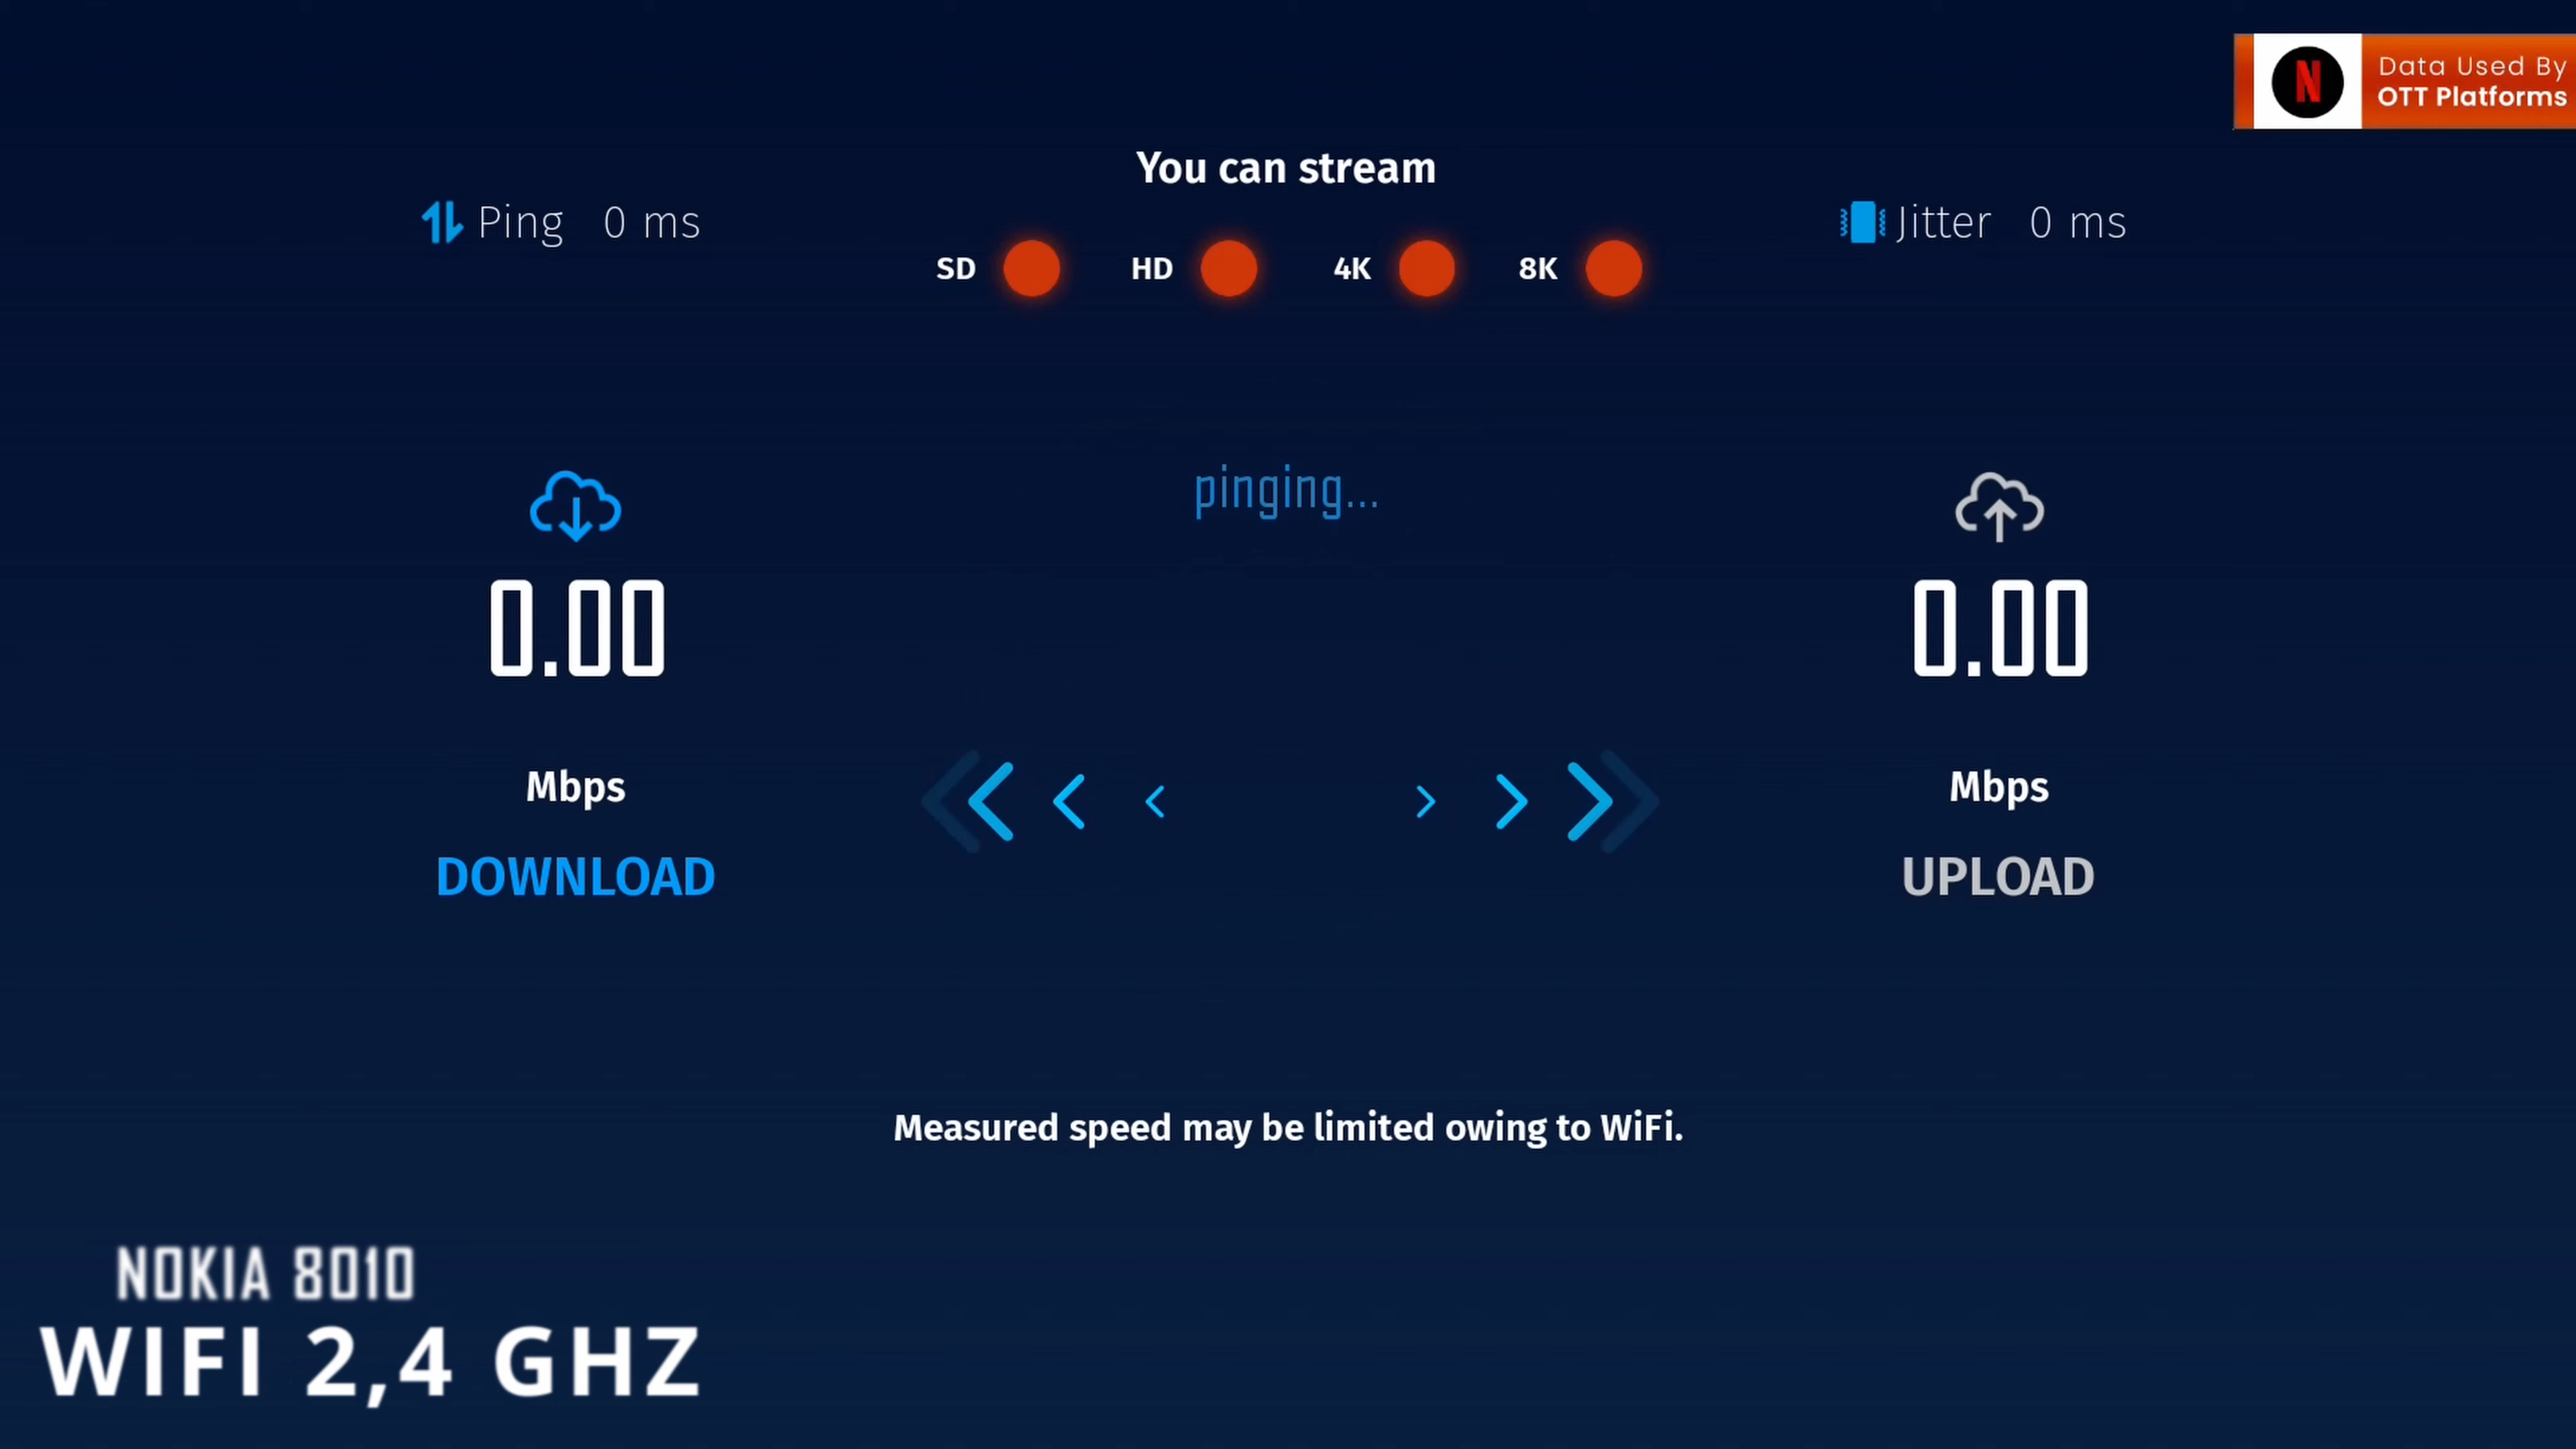 N Data Used By
OTT Platforms
You can stream
Ping 0 ms
Jitter 0 ms
SD HD 4K 8K
pinging...
0.00
0.00
Mbps
Mbps
DOWNLOAD
UPLOAD
Measured speed may be limited owing to WiFi.
NOKIA 8010
WIFI 2,4 GHZ